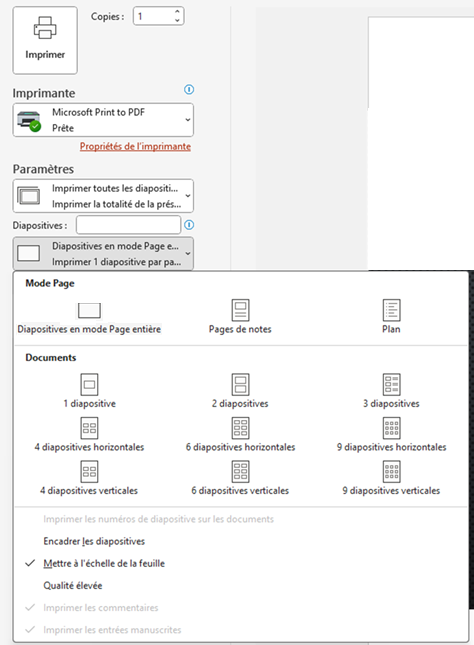 Copies : 1
Imprimer
Imprimante
Microsoft Print to PDF
Prête
Propriétés de l'imprimante
Paramètres
Imprimer toutes les diapositi...
Imprimer la totalité de la prés...
Diapositives :
Diapositives en mode Page e...
Imprimer 1 diapositive par pa...
Mode Page
Diapositives en mode Page entière Pages de notes Plan
Documents
1 diapositive 2 diapositives 3 diapositives
4 diapositives horizontales 6 diapositives horizontales 9 diapositives horizontales
4 diapositives verticales 6 diapositives verticales 9 diapositives verticales
Imprimer les numéros de diapositive sur les documents
Encadrer les diapositives
Mettre à l'échelle de la feuille
Qualité élevée
Imprimer les commentaires
Imprimer les entrées manuscrites